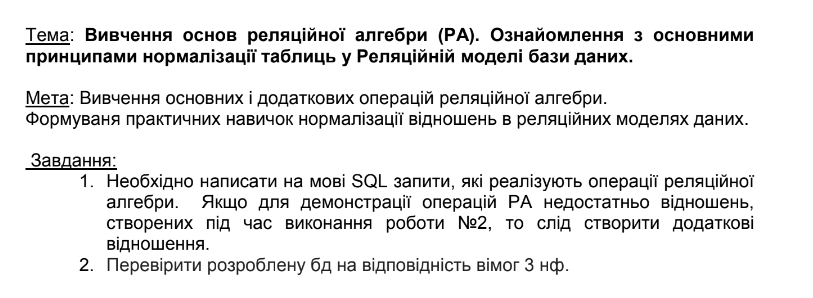 Тема: Вивчення основ реляційної алгебри (РА). Ознайомлення з основними
принципами нормалізації таблиць у Реляційній моделі бази даних.
Мета: Вивчення основних і додаткових операцій реляційної алгебри.
Формуваня практичних навичок нормалізації відношень в реляційних моделях даних.
Завдання:
1. Необхідно написати на мові SQL запити, які реалізують операції реляційної
алгебри. Якщо для демонстрації операцій РА недостатньо відношень,
створених під час виконання роботи №2, то слід створити додаткові
відношення.
2. Перевірити розроблену бд на відповідність вимог 3 нф.